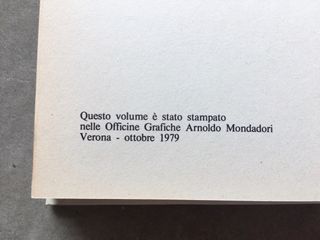 Questo volume è stato stampato
nelle Officine Grafiche Arnoldo Mondadori
Verona - ottobre 1979